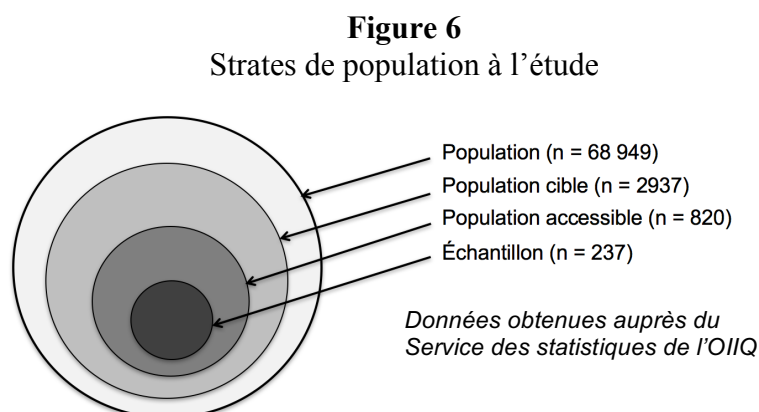 Figure 6
Strates de population à l’étude
Population (n = 68 949)
Population cible (n = 2937)
Population accessible (n = 820)
Échantillon (n = 237)
Données obtenues auprès du
Service des statistiques de l’OIIQ